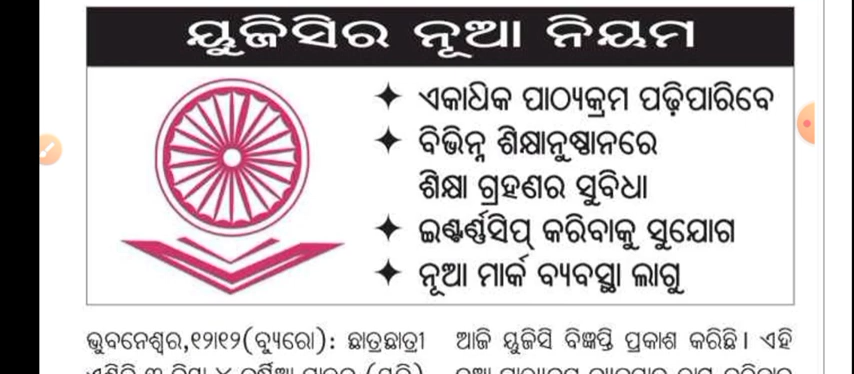 ୟୁଜିସିର ନୂଆ ନିୟମ
✦ ଏକାଧିକ ପାଠ୍ୟକ୍ରମ ପଢ଼ିପାରିବେ
✦ ବିଭିନ୍ନ ଶିକ୍ଷାନୁଷ୍ଠାନରେ
ଶିକ୍ଷା ଗ୍ରହଣର ସୁବିଧା
✦ ଇଣ୍ଟର୍ଣ୍ଣସିପ୍ କରିବାକୁ ସୁଯୋଗ
✦ ନୂଆ ମାର୍କ ବ୍ୟବସ୍ଥା ଲାଗୁ
ଭୁବନେଶ୍ୱର,୧୨।୧୨(ବ୍ୟୁରୋ): ଛାତ୍ରଛାତ୍ରୀ
ଆଜି ୟୁଜିସି ବିଜ୍ଞପ୍ତି ପ୍ରକାଶ କରିଛି। ଏହି